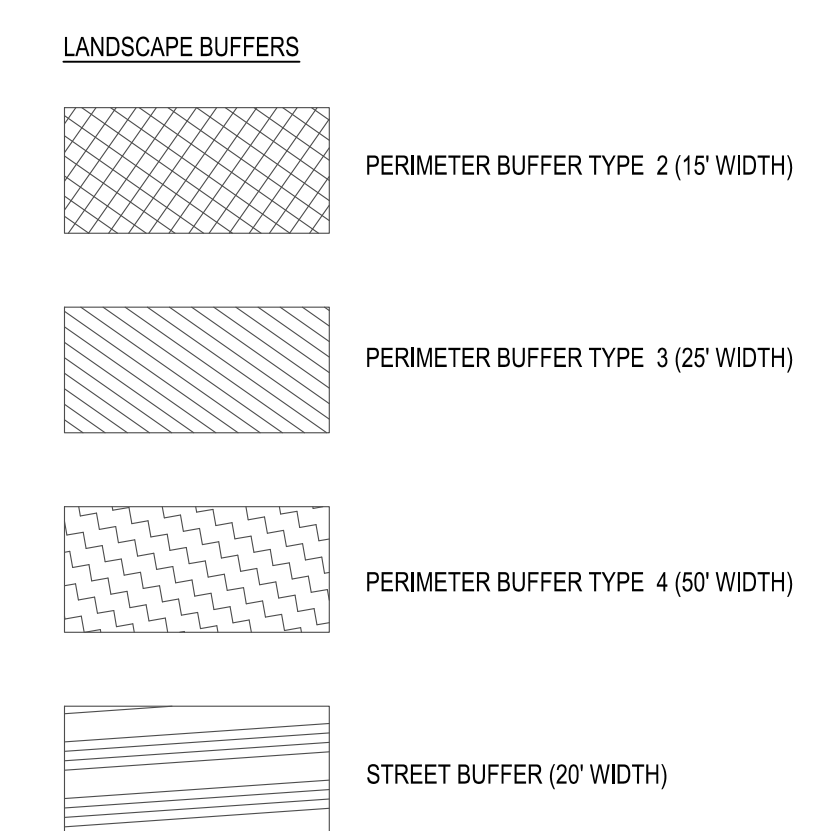 LANDSCAPE BUFFERS
PERIMETER BUFFER TYPE 2 (15' WIDTH)
PERIMETER BUFFER TYPE 3 (25' WIDTH)
PERIMETER BUFFER TYPE 4 (50' WIDTH)
STREET BUFFER (20' WIDTH)